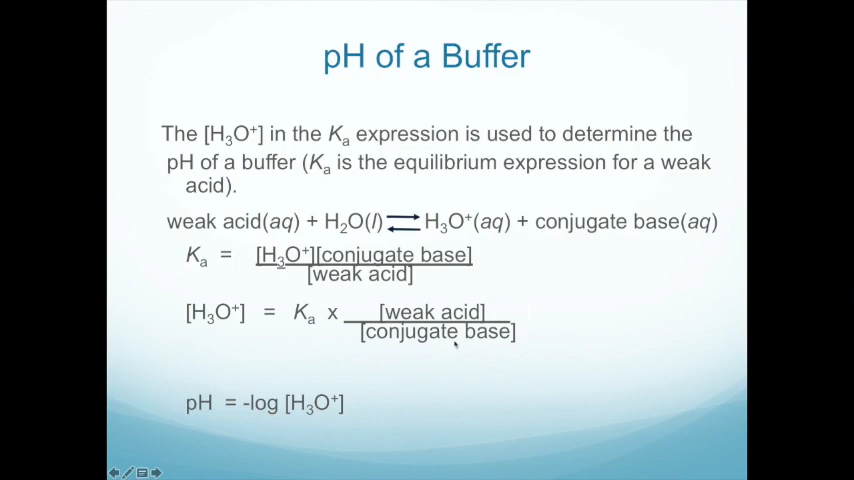 pH of a Buffer
The [H₃O⁺] in the Kₐ expression is used to determine the
pH of a buffer (Kₐ is the equilibrium expression for a weak
acid).
weak acid(aq) + H₂O(l) ⇌ H₃O⁺(aq) + conjugate base(aq)
Kₐ = [H₃O⁺][conjugate base]
[weak acid]
[H₃O⁺] = Kₐ x [weak acid]
[conjugate base]
pH = -log [H₃O⁺]